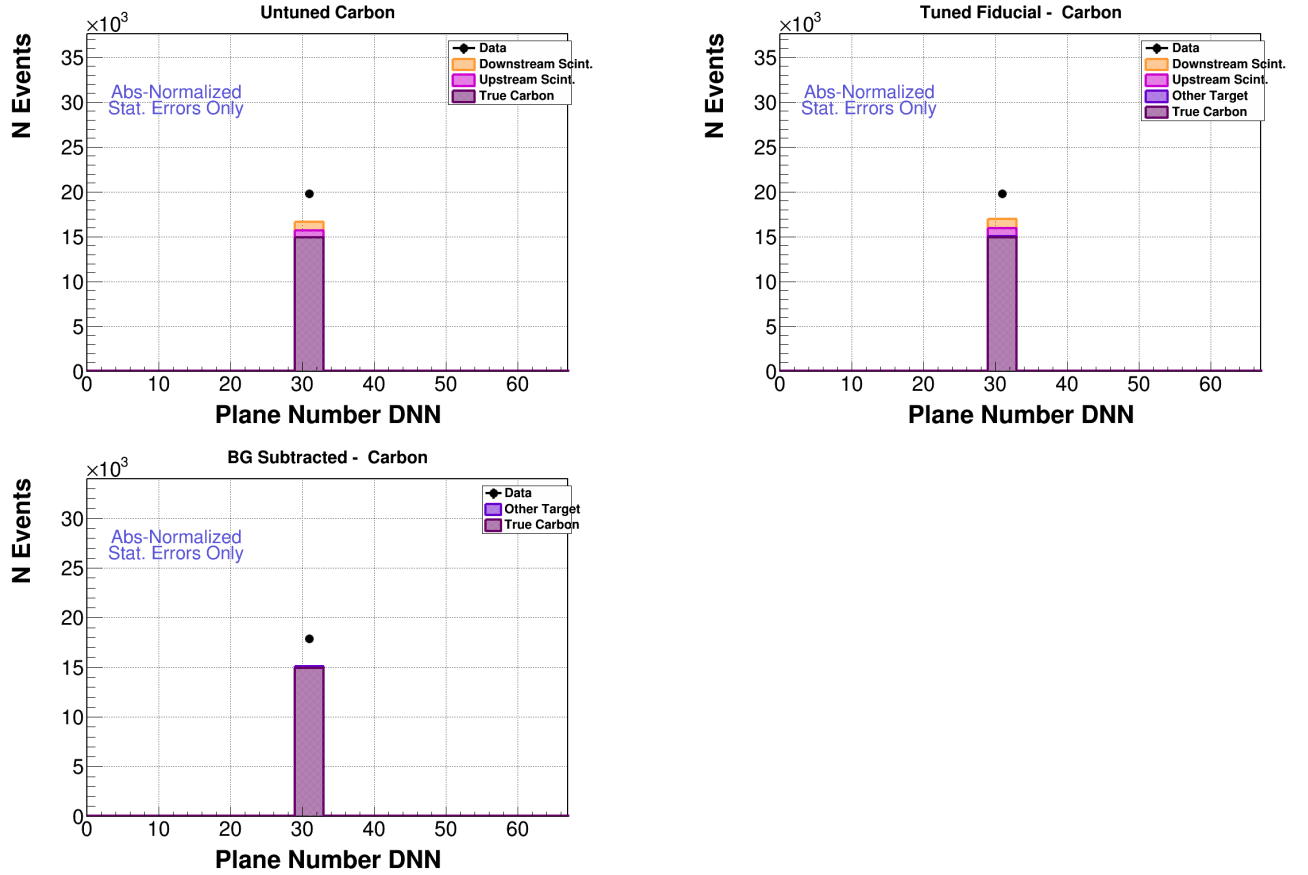 Untuned Carbon
×10³
N Events
35
30
25
20
15
10
5
0
Abs-Normalized
Stat. Errors Only
Data
Downstream Scint.
Upstream Scint.
True Carbon
0 10 20 30 40 50 60
Plane Number DNN
Tuned Fiducial - Carbon
×10³
N Events
35
30
25
20
15
10
5
0
Abs-Normalized
Stat. Errors Only
Data
Downstream Scint.
Upstream Scint.
Other Target
True Carbon
0 10 20 30 40 50 60
Plane Number DNN
BG Subtracted - Carbon
×10³
N Events
30
25
20
15
10
5
0
Abs-Normalized
Stat. Errors Only
Data
Other Target
True Carbon
0 10 20 30 40 50 60
Plane Number DNN